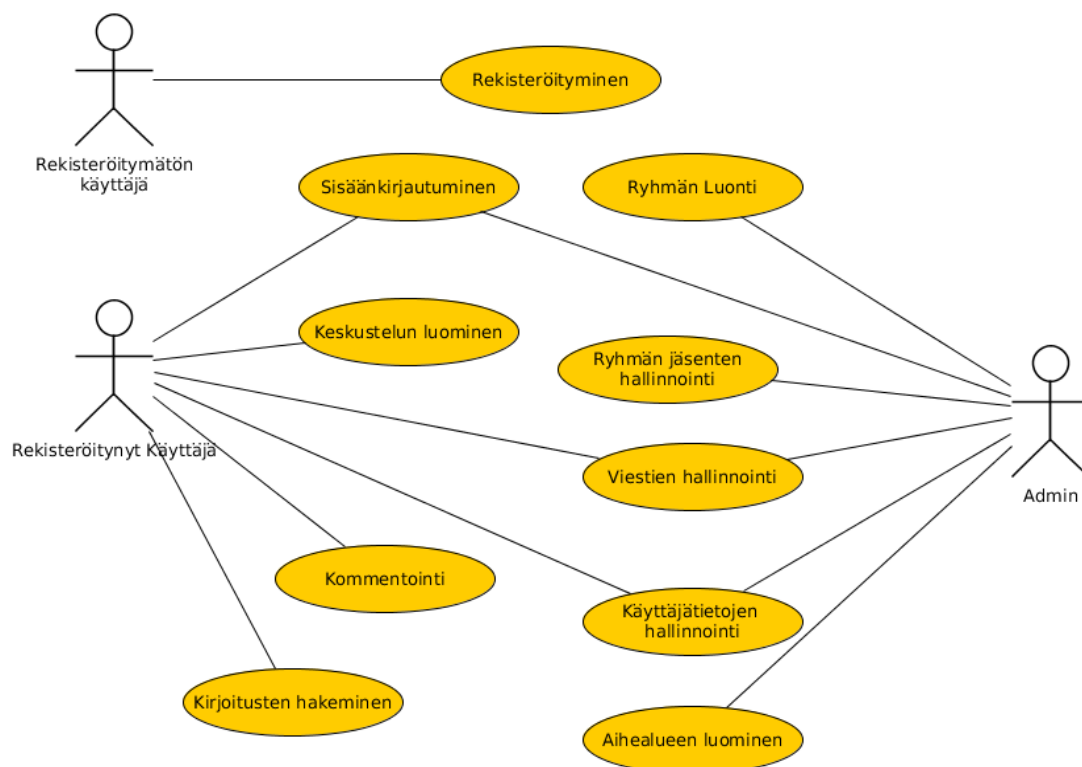 Rekisteröityminen
Rekisteröitymätön
käyttäjä
Sisäänkirjautuminen
Ryhmän Luonti
Keskustelun luominen
Ryhmän jäsenten
hallinnointi
Rekisteröitynyt Käyttäjä
Viestien hallinnointi
Admin
Kommentointi
Käyttäjätietojen
hallinnointi
Kirjoitusten hakeminen
Aihealueen luominen